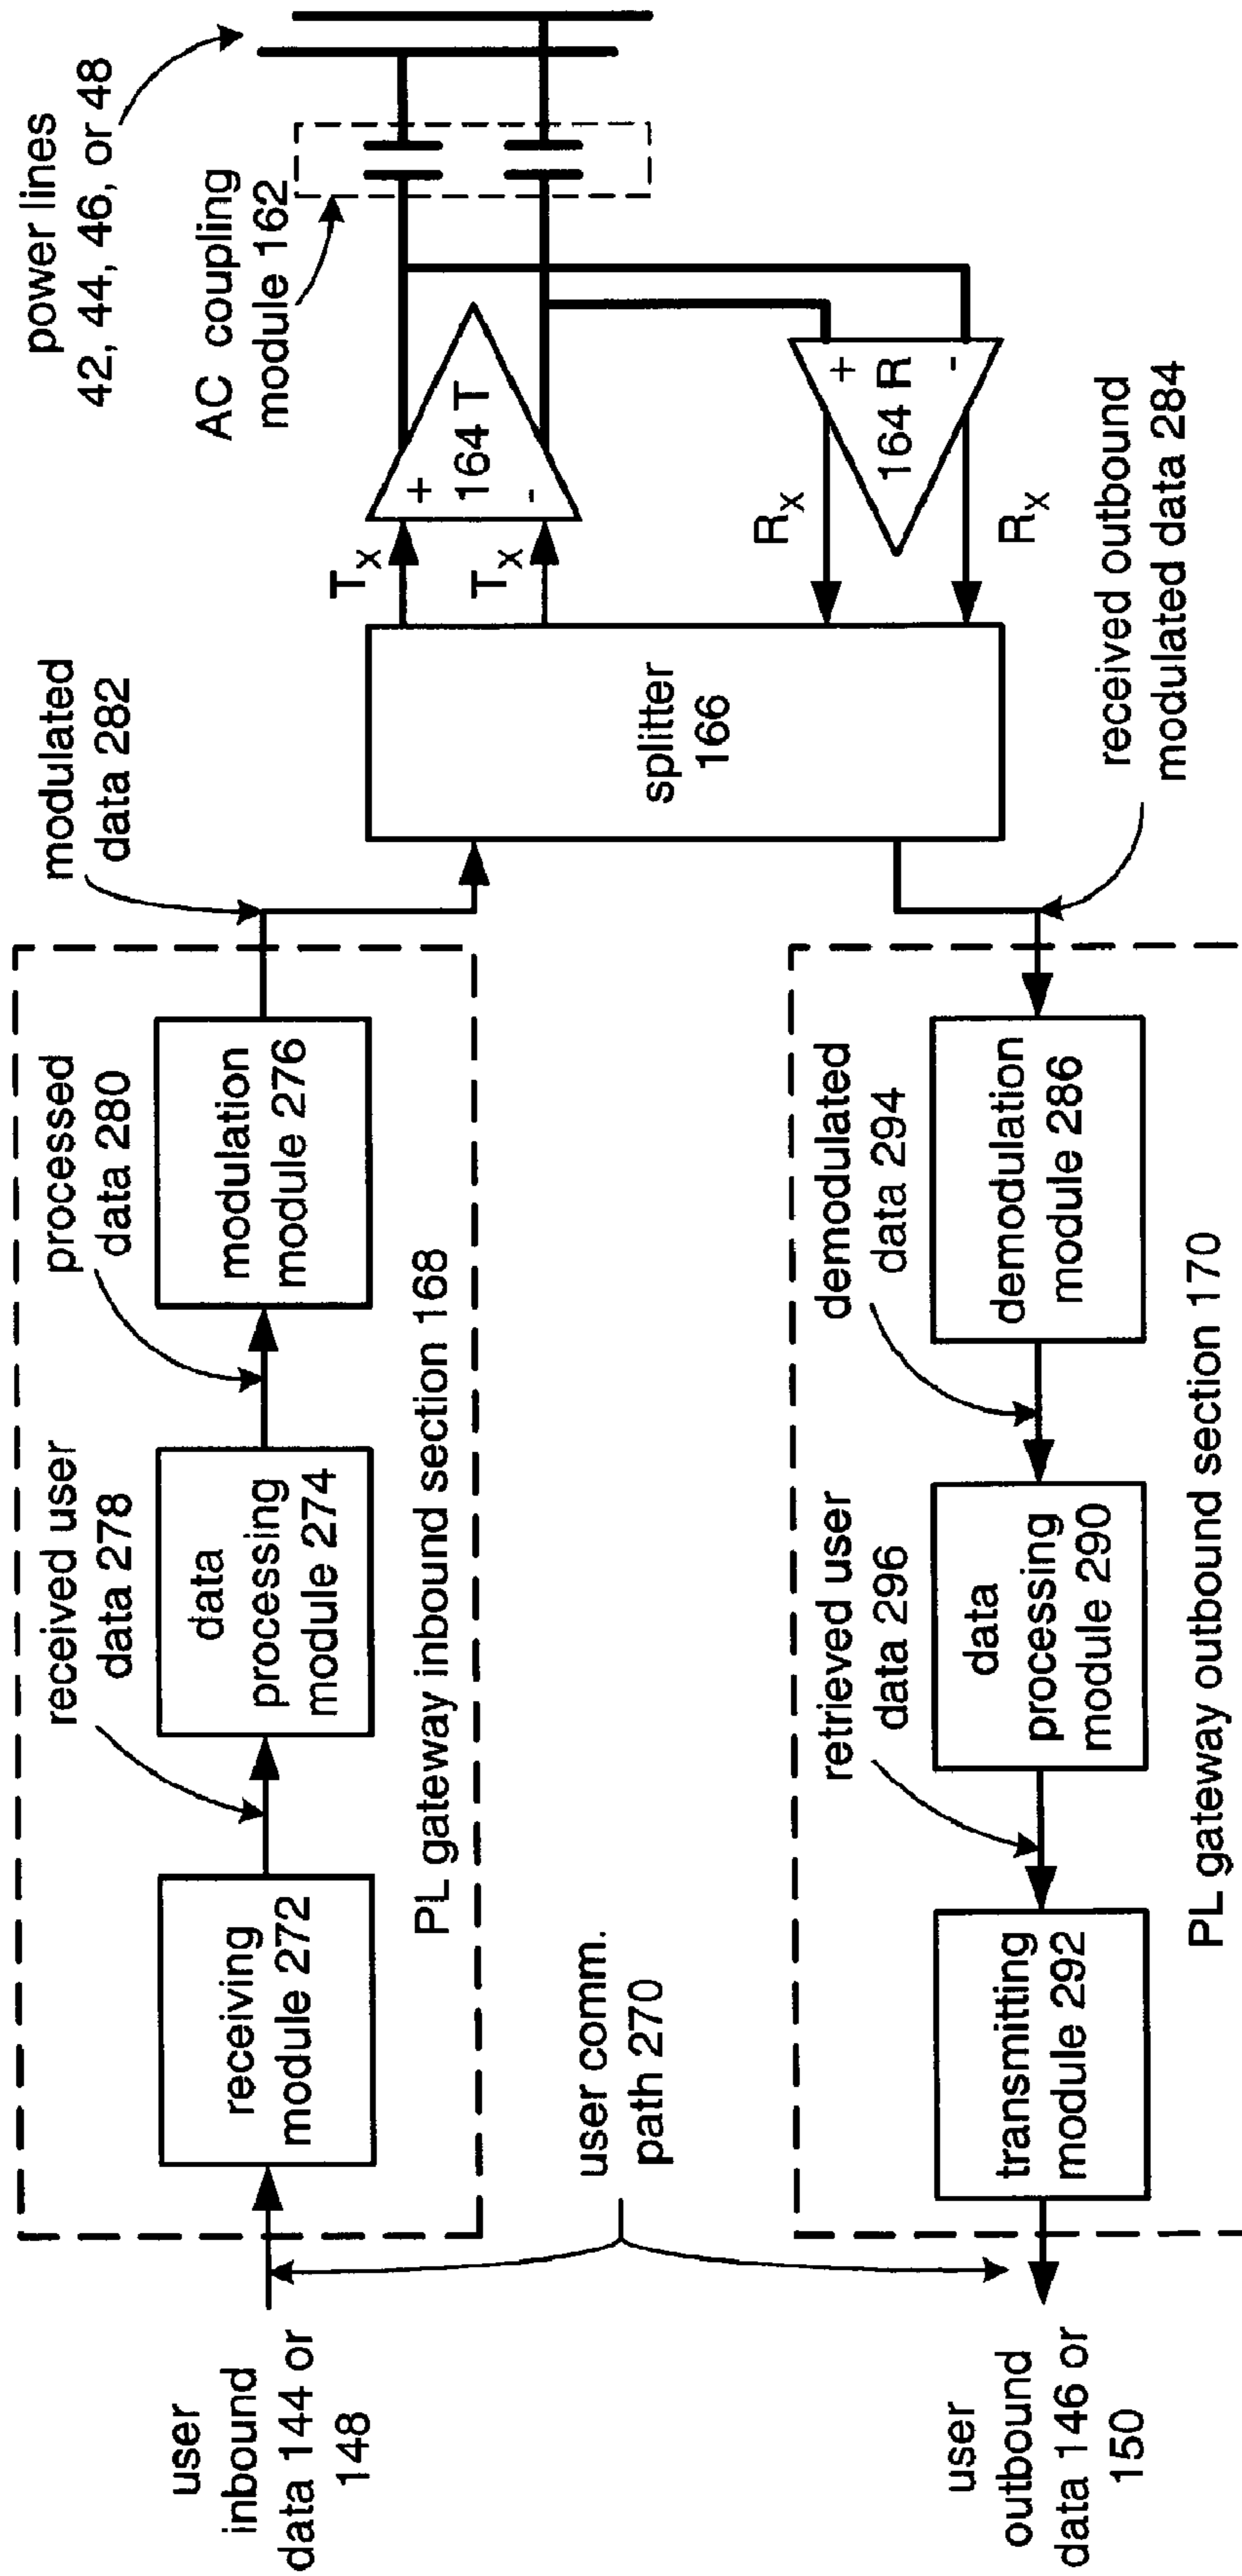 power lines
42, 44, 46, or 48
AC coupling
module 162
+
164 T
-
+
164 R
-
Tx
Tx
Rx
Rx
splitter
166
modulated
data 282
received outbound
modulated data 284
processed
data 280
modulation
module 276
received user
data 278
data
processing
module 274
receiving
module 272
PL gateway inbound section 168
user
inbound
data 144 or
148
user comm.
path 270
demodulated
data 294
demodulation
module 286
retrieved user
data 296
data
processing
module 290
transmitting
module 292
PL gateway outbound section 170
user
outbound
data 146 or
150